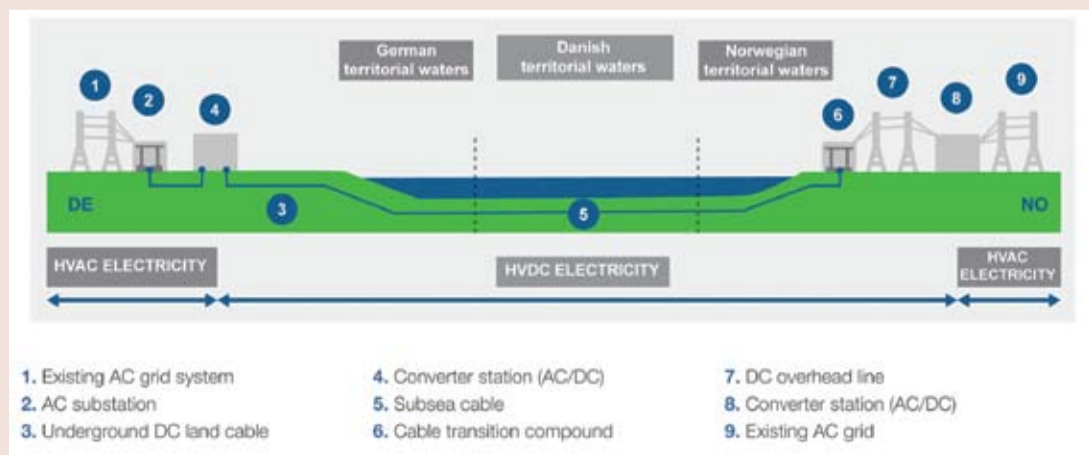 German
territorial waters
Danish
territorial waters
Norwegian
territorial waters
1
2
4
6
7
8
9
DE
3
5
NO
HVAC ELECTRICITY
HVDC ELECTRICITY
HVAC
ELECTRICITY
1. Existing AC grid system
2. AC substation
3. Underground DC land cable
4. Converter station (AC/DC)
5. Subsea cable
6. Cable transition compound
7. DC overhead line
8. Converter station (AC/DC)
9. Existing AC grid